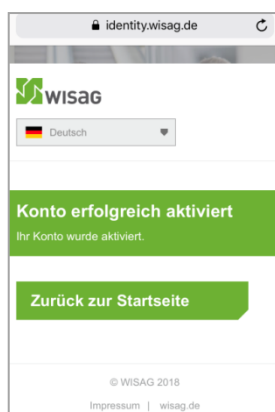 identity.wisag.de
WISAG
Deutsch
Konto erfolgreich aktiviert
Ihr Konto wurde aktiviert.
Zurück zur Startseite
© WISAG 2018
Impressum | wisag.de